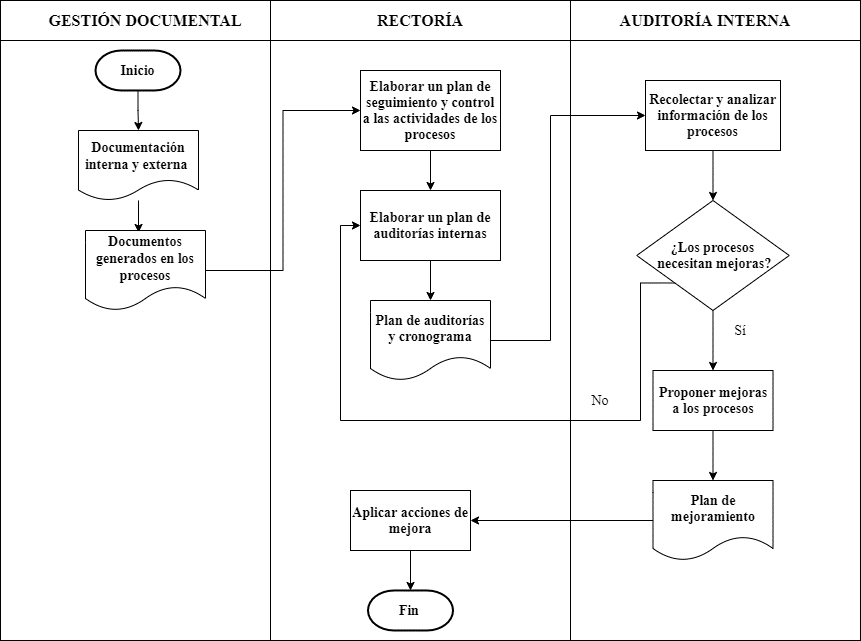 GESTIÓN DOCUMENTAL
RECTORÍA
AUDITORÍA INTERNA
Inicio
Documentación
interna y externa
Documentos
generados en los
procesos
Elaborar un plan de
seguimiento y control
a las actividades de los
procesos
Elaborar un plan de
auditorías internas
Plan de auditorías
y cronograma
Recolectar y analizar
información de los
procesos
¿Los procesos
necesitan mejoras?
Sí
No
Proponer mejoras
a los procesos
Plan de
mejoramiento
Aplicar acciones de
mejora
Fin